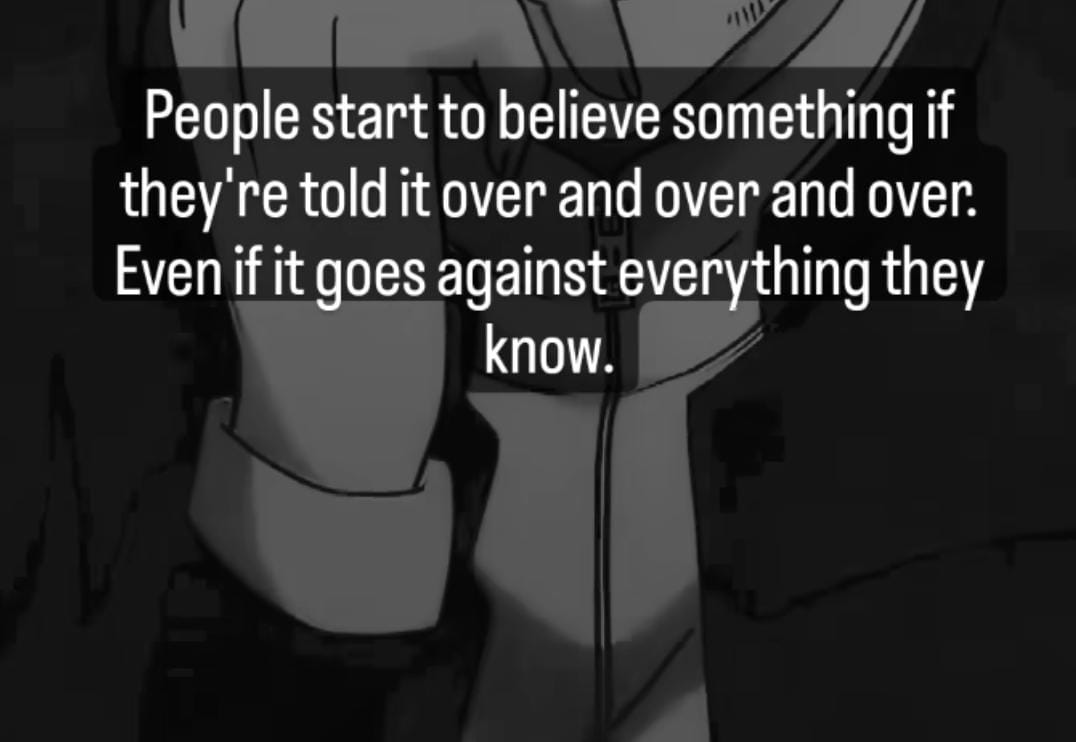 People start to believe something if
they're told it over and over and over.
Even if it goes against everything they
know.